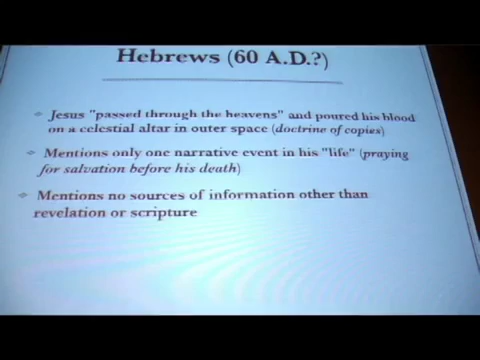 Hebrews (60 A.D.?)
Jesus "passed through the heavens" and poured his blood
on a celestial altar in outer space (doctrine of copies)
Mentions only one narrative event in his "life" (praying
for salvation before his death)
Mentions no sources of information other than
revelation or scripture